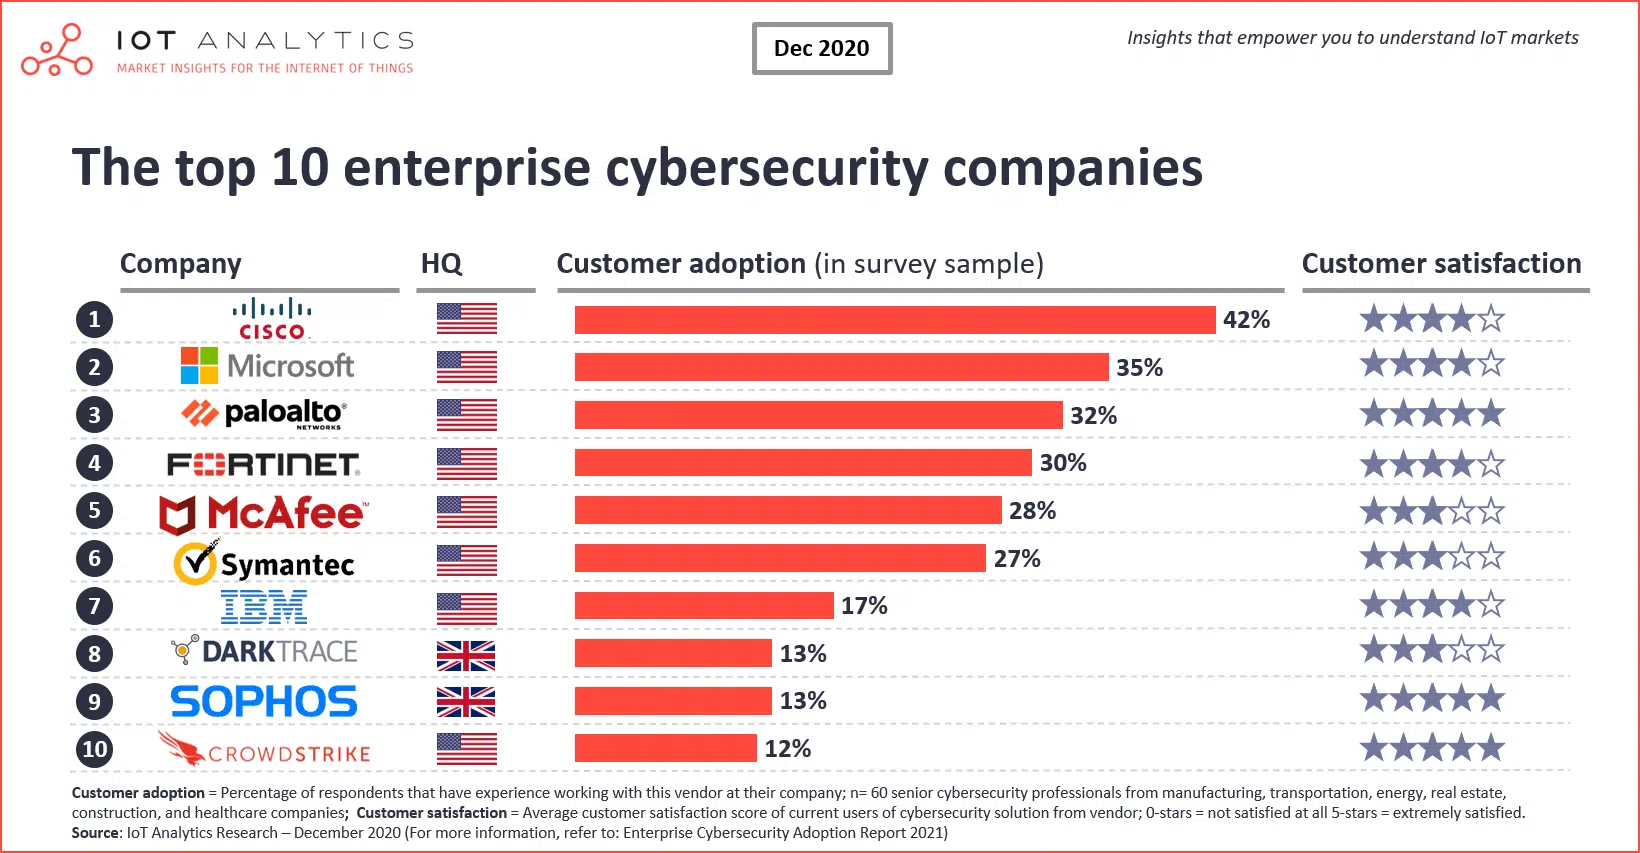 IOT ANALYTICS
MARKET INSIGHTS FOR THE INTERNET OF THINGS
Dec 2020
Insights that empower you to understand IoT markets
The top 10 enterprise cybersecurity companies
Company HQ Customer adoption (in survey sample) Customer satisfaction
1 CISCO. 42%
2 Microsoft 35%
3 paloalto® NETWORKS 32%
4 FORTINET® 30%
5 McAfee™ 28%
6 Symantec 27%
7 IBM 17%
8 DARKTRACE 13%
9 SOPHOS 13%
10 CROWDSTRIKE 12%
Customer adoption = Percentage of respondents that have experience working with this vendor at their company; n= 60 senior cybersecurity professionals from manufacturing, transportation, energy, real estate,
construction, and healthcare companies; Customer satisfaction = Average customer satisfaction score of current users of cybersecurity solution from vendor; 0-stars = not satisfied at all 5-stars = extremely satisfied.
Source: IoT Analytics Research – December 2020 (For more information, refer to: Enterprise Cybersecurity Adoption Report 2021)